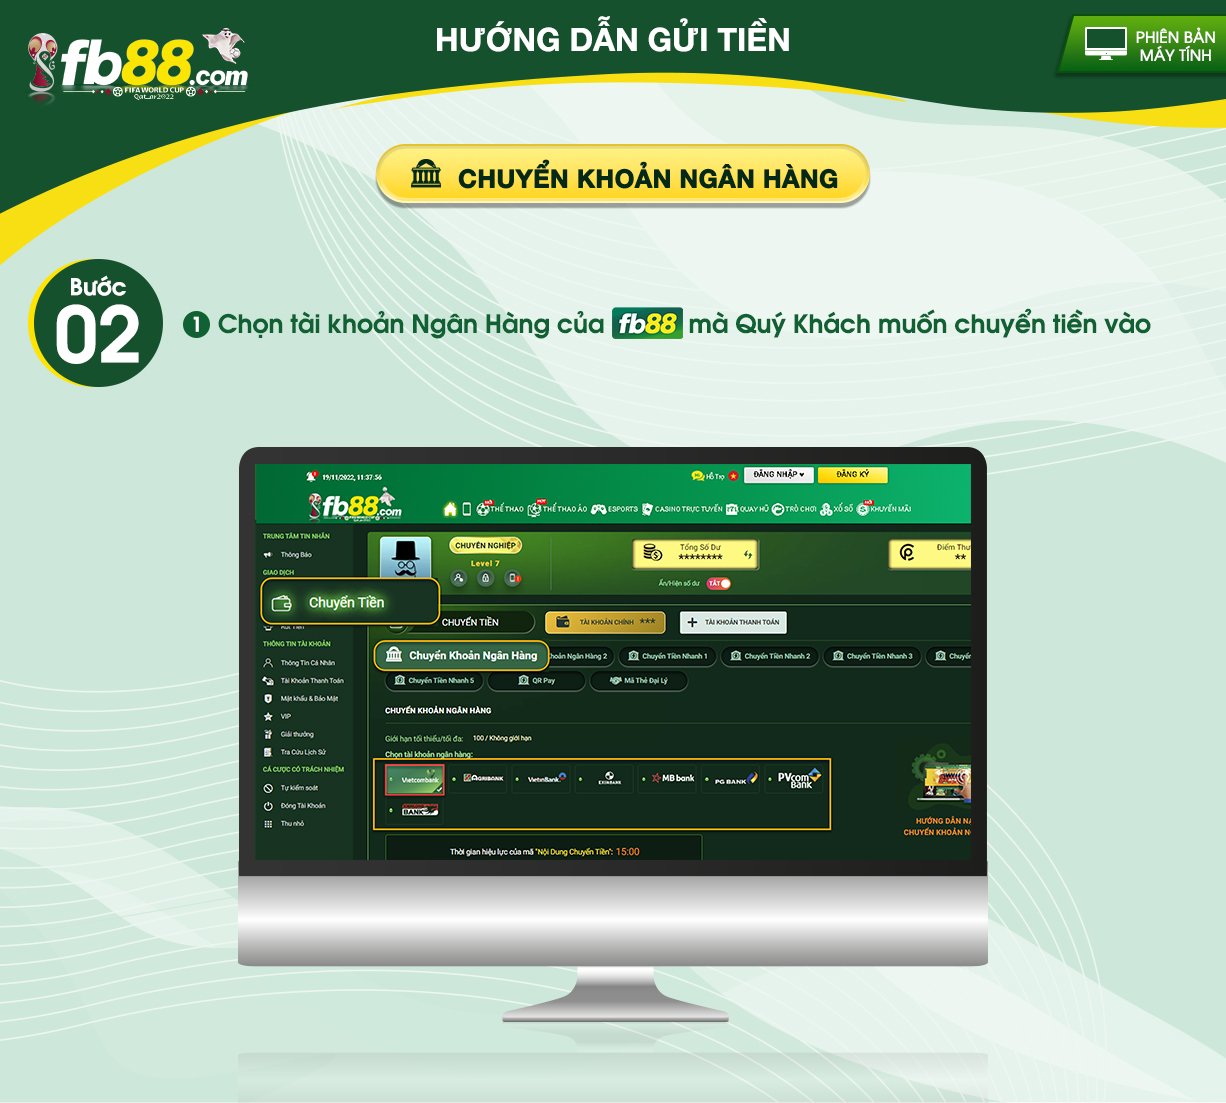 fb88.com
FIFA WORLD CUP
Qatar2022
HƯỚNG DẪN GỬI TIỀN
PHIÊN BẢN
MÁY TÍNH
CHUYỂN KHOẢN NGÂN HÀNG
Bước
02
1 Chọn tài khoản Ngân Hàng của fb88 mà Quý Khách muốn chuyển tiền vào
19/11/2022, 11:37:56
Hỗ Trợ
ĐĂNG NHẬP
ĐĂNG KÝ
fb88.com
THỂ THAO
THỂ THAO ẢO
ESPORTS
CASINO TRỰC TUYẾN
QUAY HŨ
TRÒ CHƠI
XỔ SỐ
KHUYẾN MÃI
TRUNG TÂM TIN NHẮN
Thông Báo
GIAO DỊCH
Chuyển Tiền
Rút Tiền
THÔNG TIN TÀI KHOẢN
Thông Tin Cá Nhân
Tài Khoản Thanh Toán
Mật khẩu & Bảo Mật
VIP
Giải thưởng
Tra Cứu Lịch Sử
CÁ CƯỢC CÓ TRÁCH NHIỆM
Tự kiểm soát
Đóng Tài Khoản
Thu nhỏ
CHUYÊN NGHIỆP
Level 7
Tổng Số Dư
********
Ẩn/Hiện số dư
TẮT
Điểm Thư
**
CHUYỂN TIỀN
TÀI KHOẢN CHÍNH ***
+ TÀI KHOẢN THANH TOÁN
Chuyển Khoản Ngân Hàng
hoản Ngân Hàng 2
Chuyển Tiền Nhanh 1
Chuyển Tiền Nhanh 2
Chuyển Tiền Nhanh 3
Chuyển
Chuyển Tiền Nhanh 5
QR Pay
Mã Thẻ Đại Lý
CHUYỂN KHOẢN NGÂN HÀNG
Giới hạn tối thiểu/tối đa: 100 / Không giới hạn
Chọn tài khoản ngân hàng:
Vietcombank
AGRIBANK
VietinBank
EXIMBANK
MB bank
PG BANK
PVcom
Bank
BANK
HƯỚNG DẪN NẠ
CHUYỂN KHOẢN N
Thời gian hiệu lực của mã "Nội Dung Chuyển Tiền": 15:00